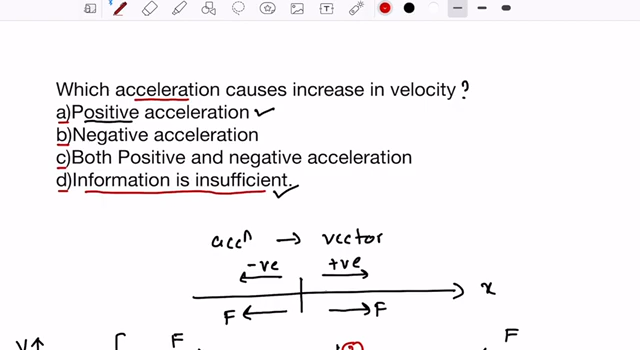 Which acceleration causes increase in velocity ?
a)Positive acceleration ✓
b)Negative acceleration
c)Both Positive and negative acceleration
d)Information is insufficient. ✓
accⁿ → vector
-ve +ve
x
F ← → F
V↑ F F